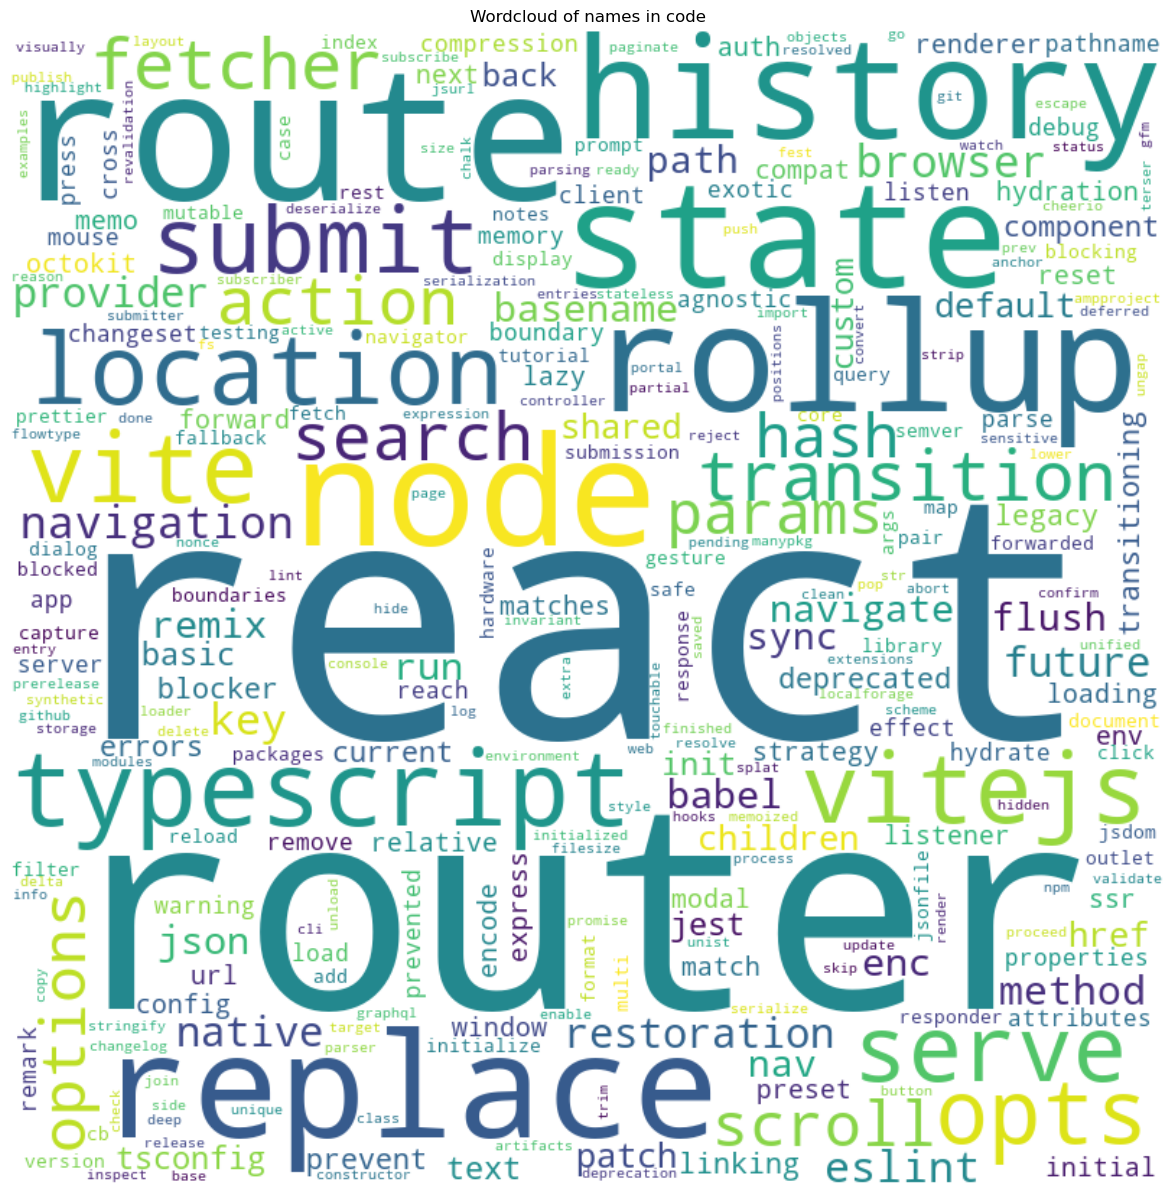 Wordcloud of names in code
visually
layout
fetcher
index
subscribe
compression
history
paginate
auth
objects
resolved
go
renderer
pathname
publish
highlight
route
next
back
jsurl
git
escape
debug
status
gfm
examples
press
cross
revalidation
case
size
chalk
prompt
parsing
ready
path
compat
browser
watch
terser
rest
client
exotic
listen
hydration
cheerio
memo
mutable
deserialize
submit
notes
memory
display
state
push
component
prev
blocking
anchor
mouse
octokit
reason
subscriber
serialization
reset
provider
action
submitter
entries
stateless
basename
agnostic
import
custom
default
ampproject
deferred
changeset
testing
active
navigator
fs
boundary
tutorial
lazy
controller
location
rollup
portal
partial
positions
convert
query
strip
ungap
prettier
done
forward
fetch
expression
flowtype
fallback
search
shared
submission
reject
core
hash
semver
parse
sensitive
lower
transitioning
vite
node
page
transition
navigation
params
args
map
pair
legacy
forwarded
dialog
nonce
blocked
lint
boundaries
react
hide
hardware
matches
invariant
gesture
pending
manypkg
safe
clean
pop
str
abort
confirm
app
remix
capture
entry
server
basic
prerelease
synthetic
github
storage
blocker
loader
delete
key
console
run
reach
log
extra
touchable
response
saved
navigate
sync
library
extensions
deprecated
localforage
scheme
flush
unified
future
loading
document
env
click
errors
modules
packages
current
environment
web
finished
resolve
effect
strategy
hydrate
typescript
style
init
splat
babel
hooks
memoized
vitejs
hidden
reload
remove
relative
initialized
filesize
children
process
listener
jsdom
outlet
validate
filter
delta
info
router
npm
ssr
options
warning
json
url
config
cli
unload
load
add
prevented
encode
express
promise
format
multi
modal
jest
unist
match
update
skip
enc
jsonfile
render
proceed
href
properties
method
copy
stringify
changelog
graphql
enable
serialize
responder
attributes
remark
native
target
parser
window
initialize
restoration
nav
preset
serve
button
check
join
side
deep
unique
replace
class
trim
scroll
opts
cb
release
version
inspect
base
tsconfig
prevent
constructor
text
artifacts
patch
deprecation
linking
eslint
initial